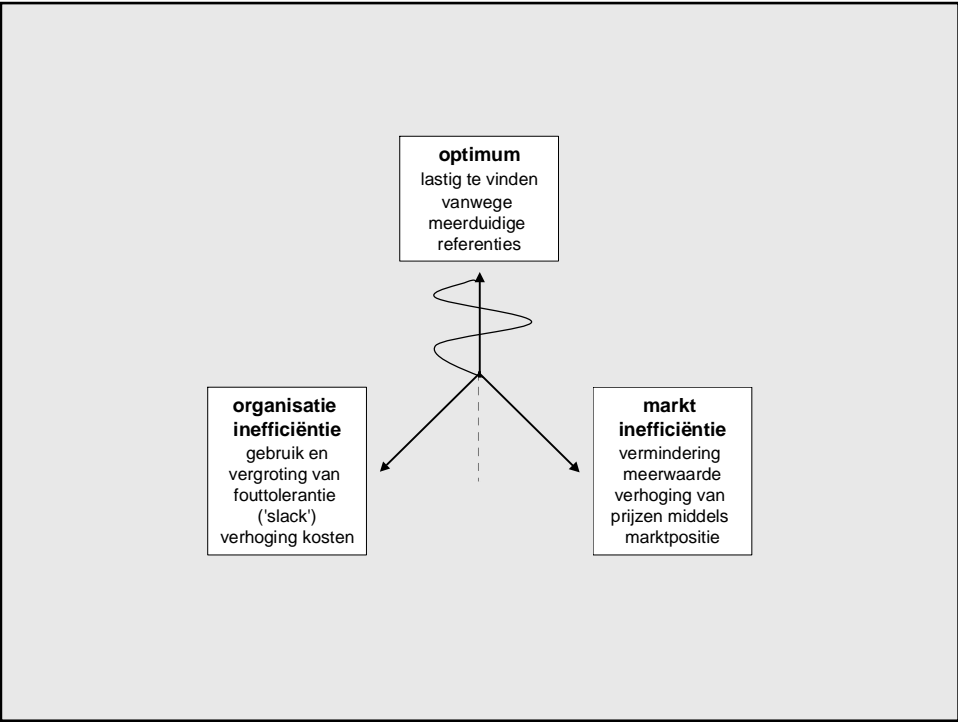 optimum
lastig te vinden
vanwege
meerduidige
referenties
organisatie
inefficiëntie
gebruik en
vergroting van
fouttolerantie
('slack')
verhoging kosten
markt
inefficiëntie
vermindering
meerwaarde
verhoging van
prijzen middels
marktpositie